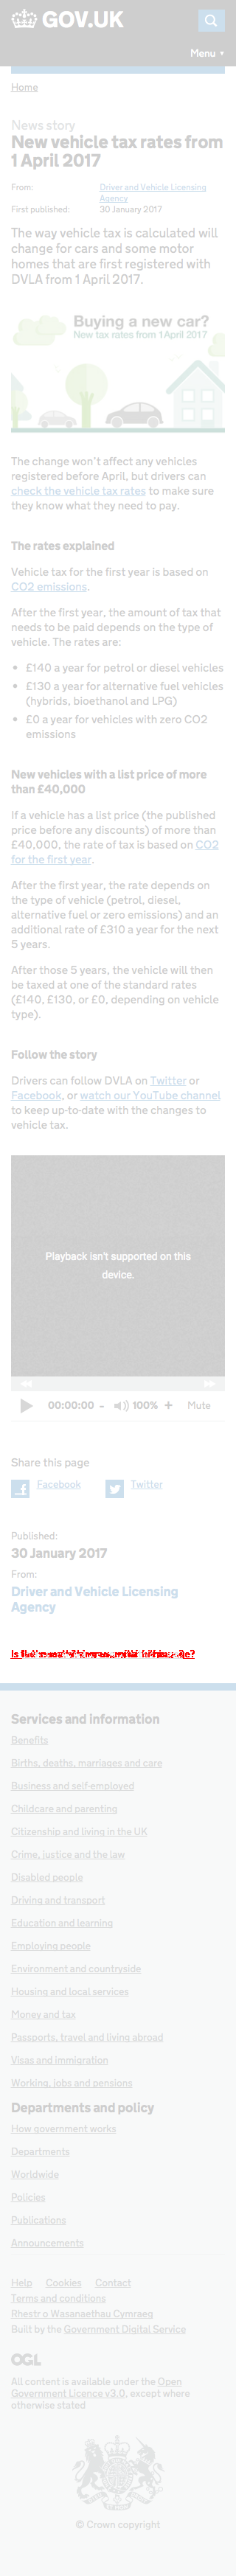 GOV.UK
Menu ▼
Home
News story
New vehicle tax rates from
1 April 2017
From:
Driver and Vehicle Licensing
Agency
First published:
30 January 2017
The way vehicle tax is calculated will
change for cars and some motor
homes that are first registered with
DVLA from 1 April 2017.
Buying a new car?
New tax rates from 1 April 2017
The change won't affect any vehicles
registered before April, but drivers can
check the vehicle tax rates to make sure
they know what they need to pay.
The rates explained
Vehicle tax for the first year is based on
CO2 emissions.
After the first year, the amount of tax that
needs to be paid depends on the type of
vehicle. The rates are:
• £140 a year for petrol or diesel vehicles
• £130 a year for alternative fuel vehicles
(hybrids, bioethanol and LPG)
• £0 a year for vehicles with zero CO2
emissions
New vehicles with a list price of more
than £40,000
If a vehicle has a list price (the published
price before any discounts) of more than
£40,000, the rate of tax is based on CO2
for the first year.
After the first year, the rate depends on
the type of vehicle (petrol, diesel,
alternative fuel or zero emissions) and an
additional rate of £310 a year for the next
5 years.
After those 5 years, the vehicle will then
be taxed at one of the standard rates
(£140, £130, or £0, depending on vehicle
type).
Follow the story
Drivers can follow DVLA on Twitter or
Facebook, or watch our YouTube channel
to keep up-to-date with the changes to
vehicle tax.
Playback isn't supported on this
device.
00:00:00 - 100% + Mute
Share this page
Facebook
Twitter
Published:
30 January 2017
From:
Driver and Vehicle Licensing
Agency
Is
Services and information
Benefits
Births, deaths, marriages and care
Business and self-employed
Childcare and parenting
Citizenship and living in the UK
Crime, justice and the law
Disabled people
Driving and transport
Education and learning
Employing people
Environment and countryside
Housing and local services
Money and tax
Passports, travel and living abroad
Visas and immigration
Working, jobs and pensions
Departments and policy
How government works
Departments
Worldwide
Policies
Publications
Announcements
Help Cookies Contact
Terms and conditions
Rhestr o Wasanaethau Cymraeg
Built by the Government Digital Service
OGL
All content is available under the Open
Government Licence v3.0, except where
otherwise stated
© Crown copyright